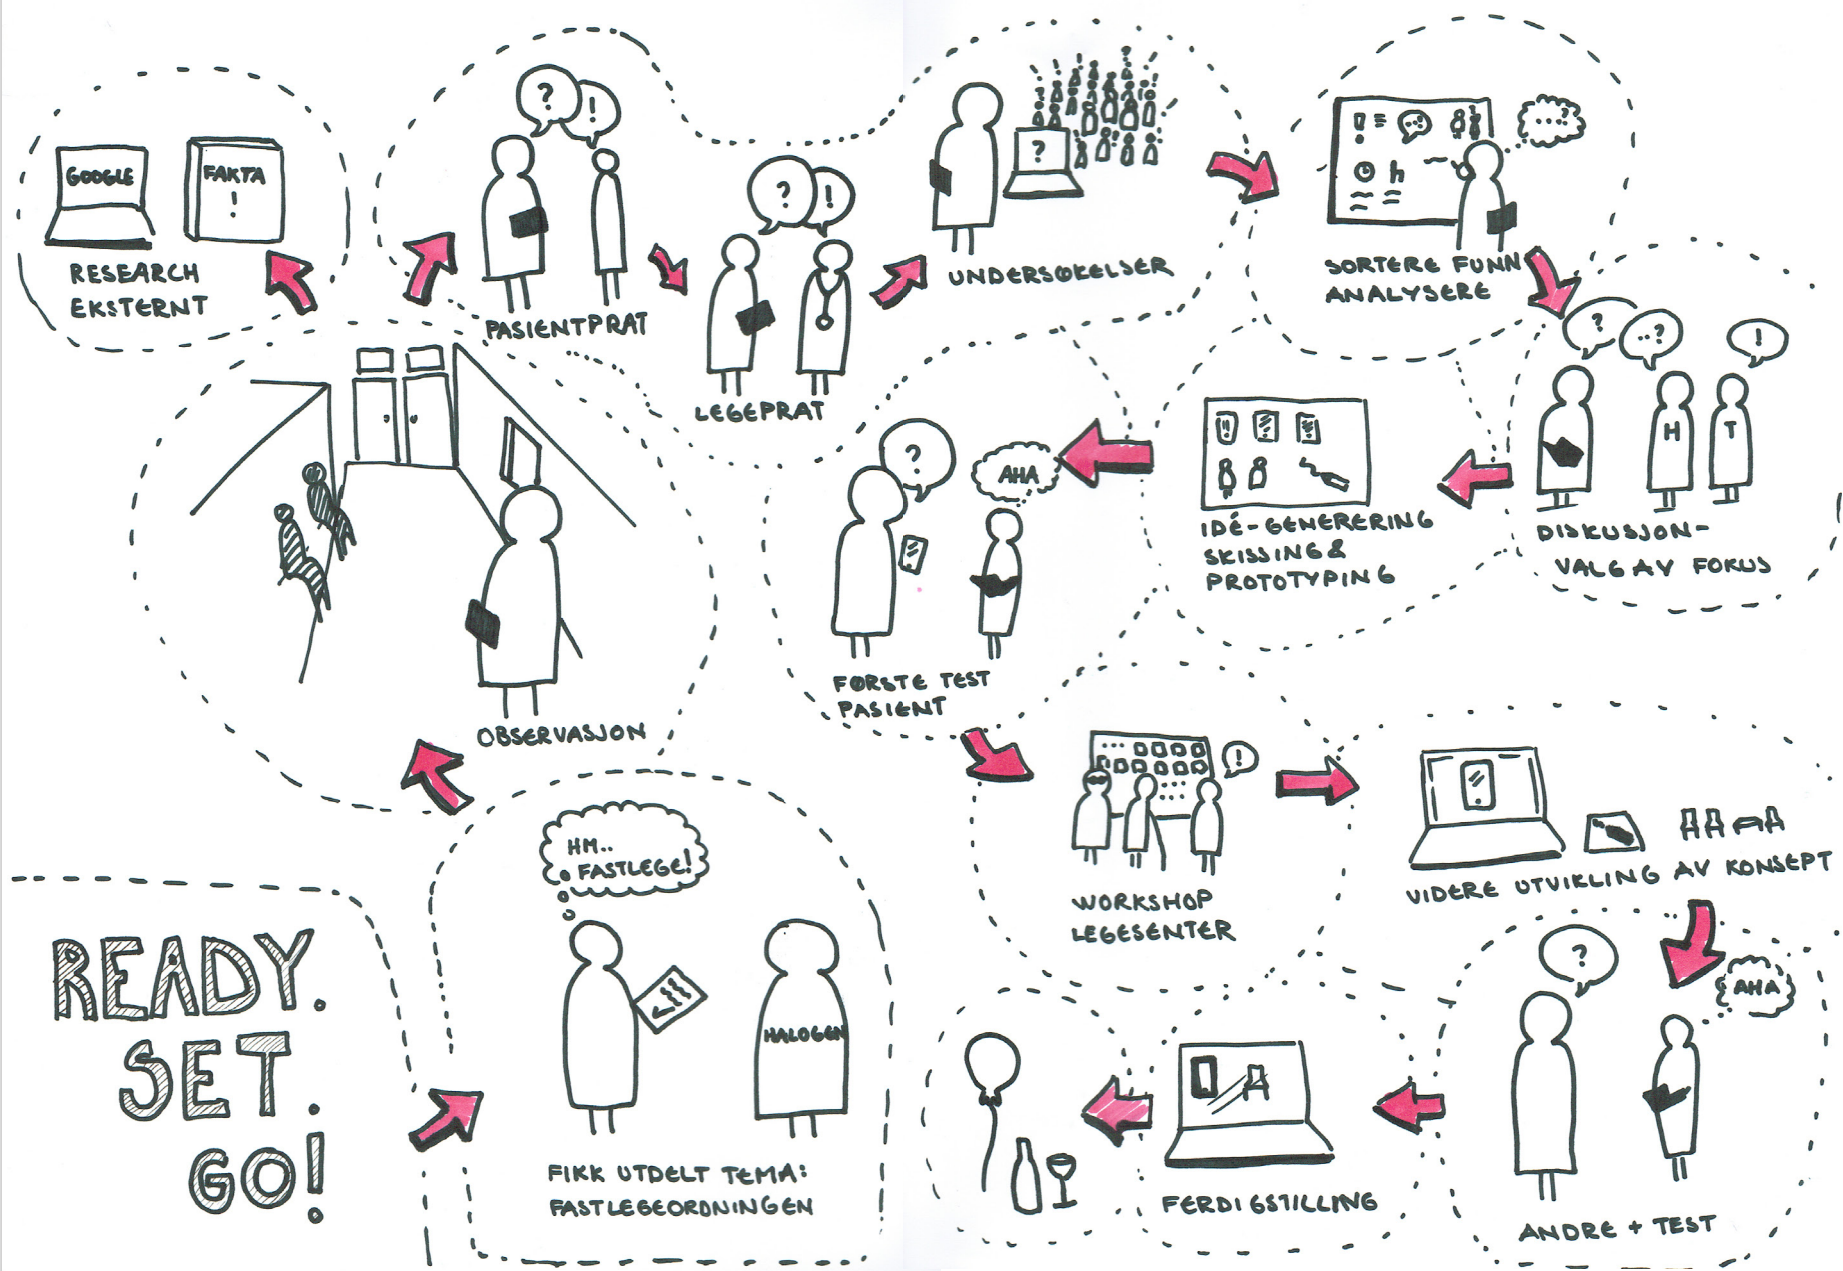 READY.
SET.
GO!
HM..
FASTLEGE!
HALOGEN
FIKK UTDELT TEMA:
FASTLEGEORDNINGEN
OBSERVASJON
GOOGLE
FAKTA
!
RESEARCH
EKSTERNT
?
!
PASIENTPRAT
?
!
LEGEPRAT
?
UNDERSØKELSER
...?
SORTERE FUNN
ANALYSERE
?
...?
!
H
T
DISKUSJON-
VALG AV FOKUS
IDÉ-GENERERING
SKISSING &
PROTOTYPING
?
AHA
FØRSTE TEST
PASIENT
!
WORKSHOP
LEGESENTER
VIDERE UTVIKLING AV KONSEPT
?
AHA
ANDRE + TEST
FERDIGSTILLING